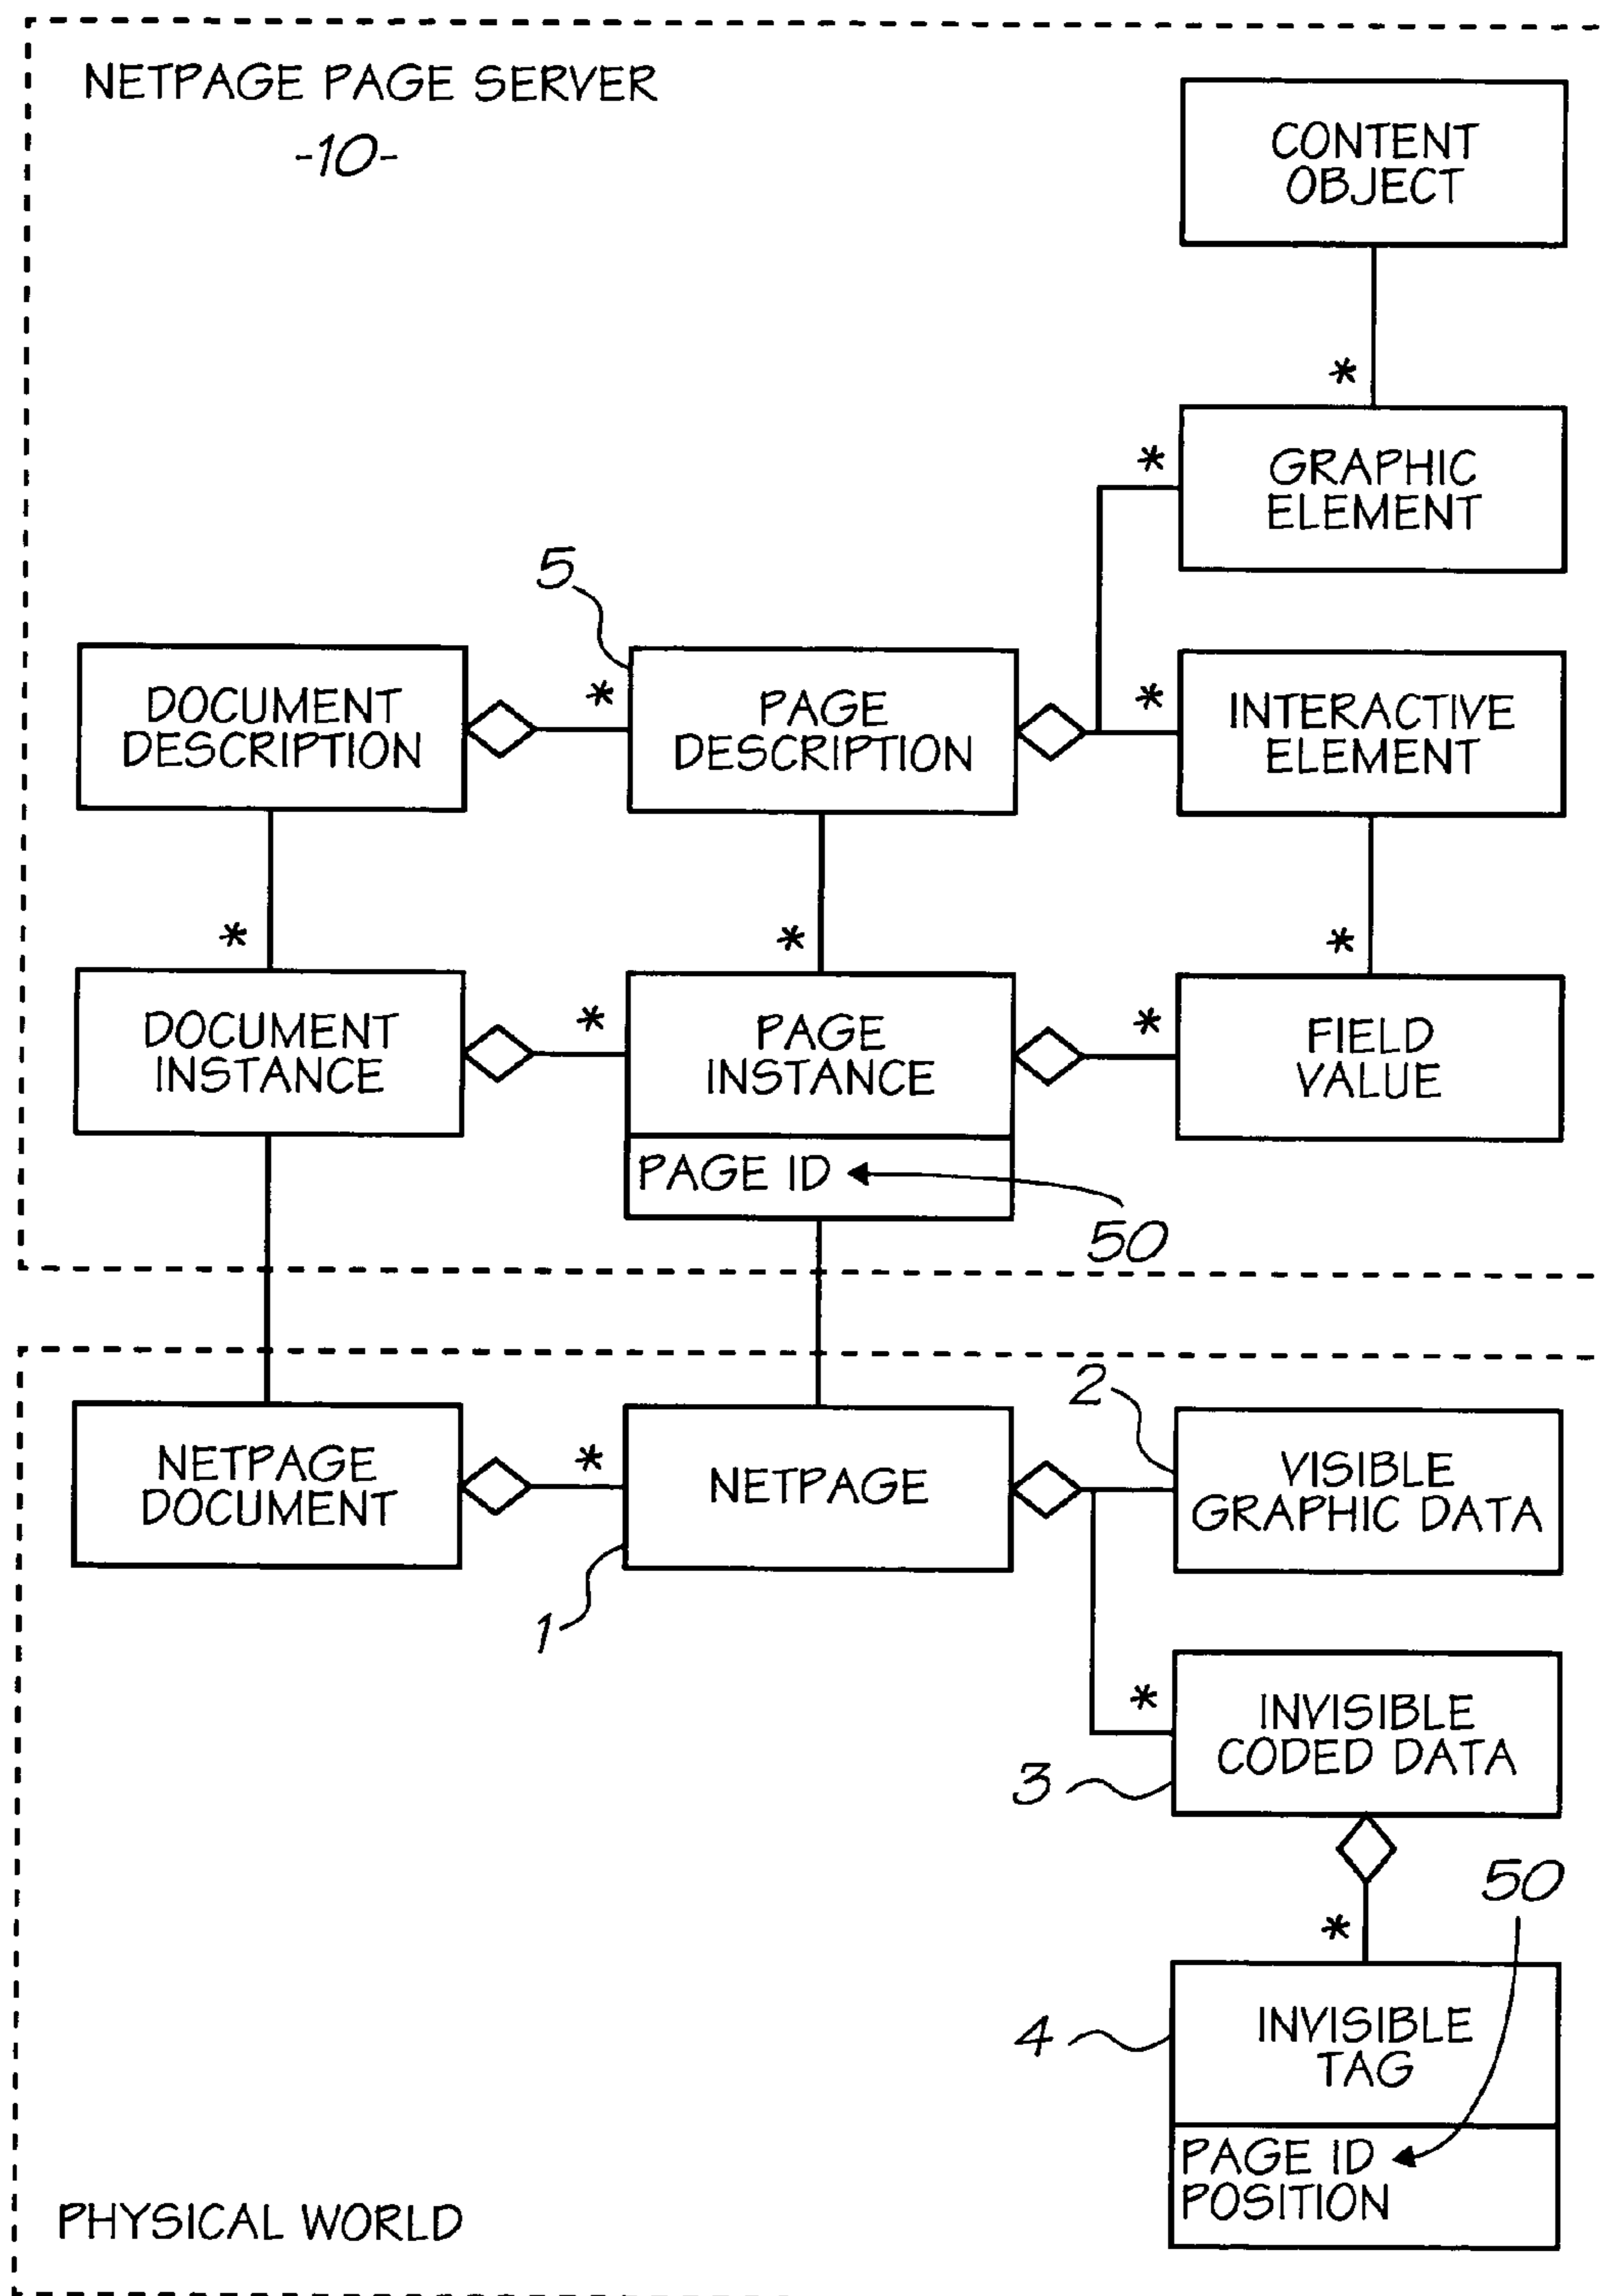 NETPAGE PAGE SERVER
-10-
CONTENT
OBJECT
*
*
GRAPHIC
ELEMENT
5
DOCUMENT
DESCRIPTION
*
PAGE
DESCRIPTION
*
INTERACTIVE
ELEMENT
*
*
*
DOCUMENT
INSTANCE
*
PAGE
INSTANCE
*
FIELD
VALUE
PAGE ID
50
NETPAGE
DOCUMENT
*
NETPAGE
1
2
VISIBLE
GRAPHIC DATA
*
INVISIBLE
CODED DATA
3
50
*
4
INVISIBLE
TAG
PAGE ID
POSITION
PHYSICAL WORLD